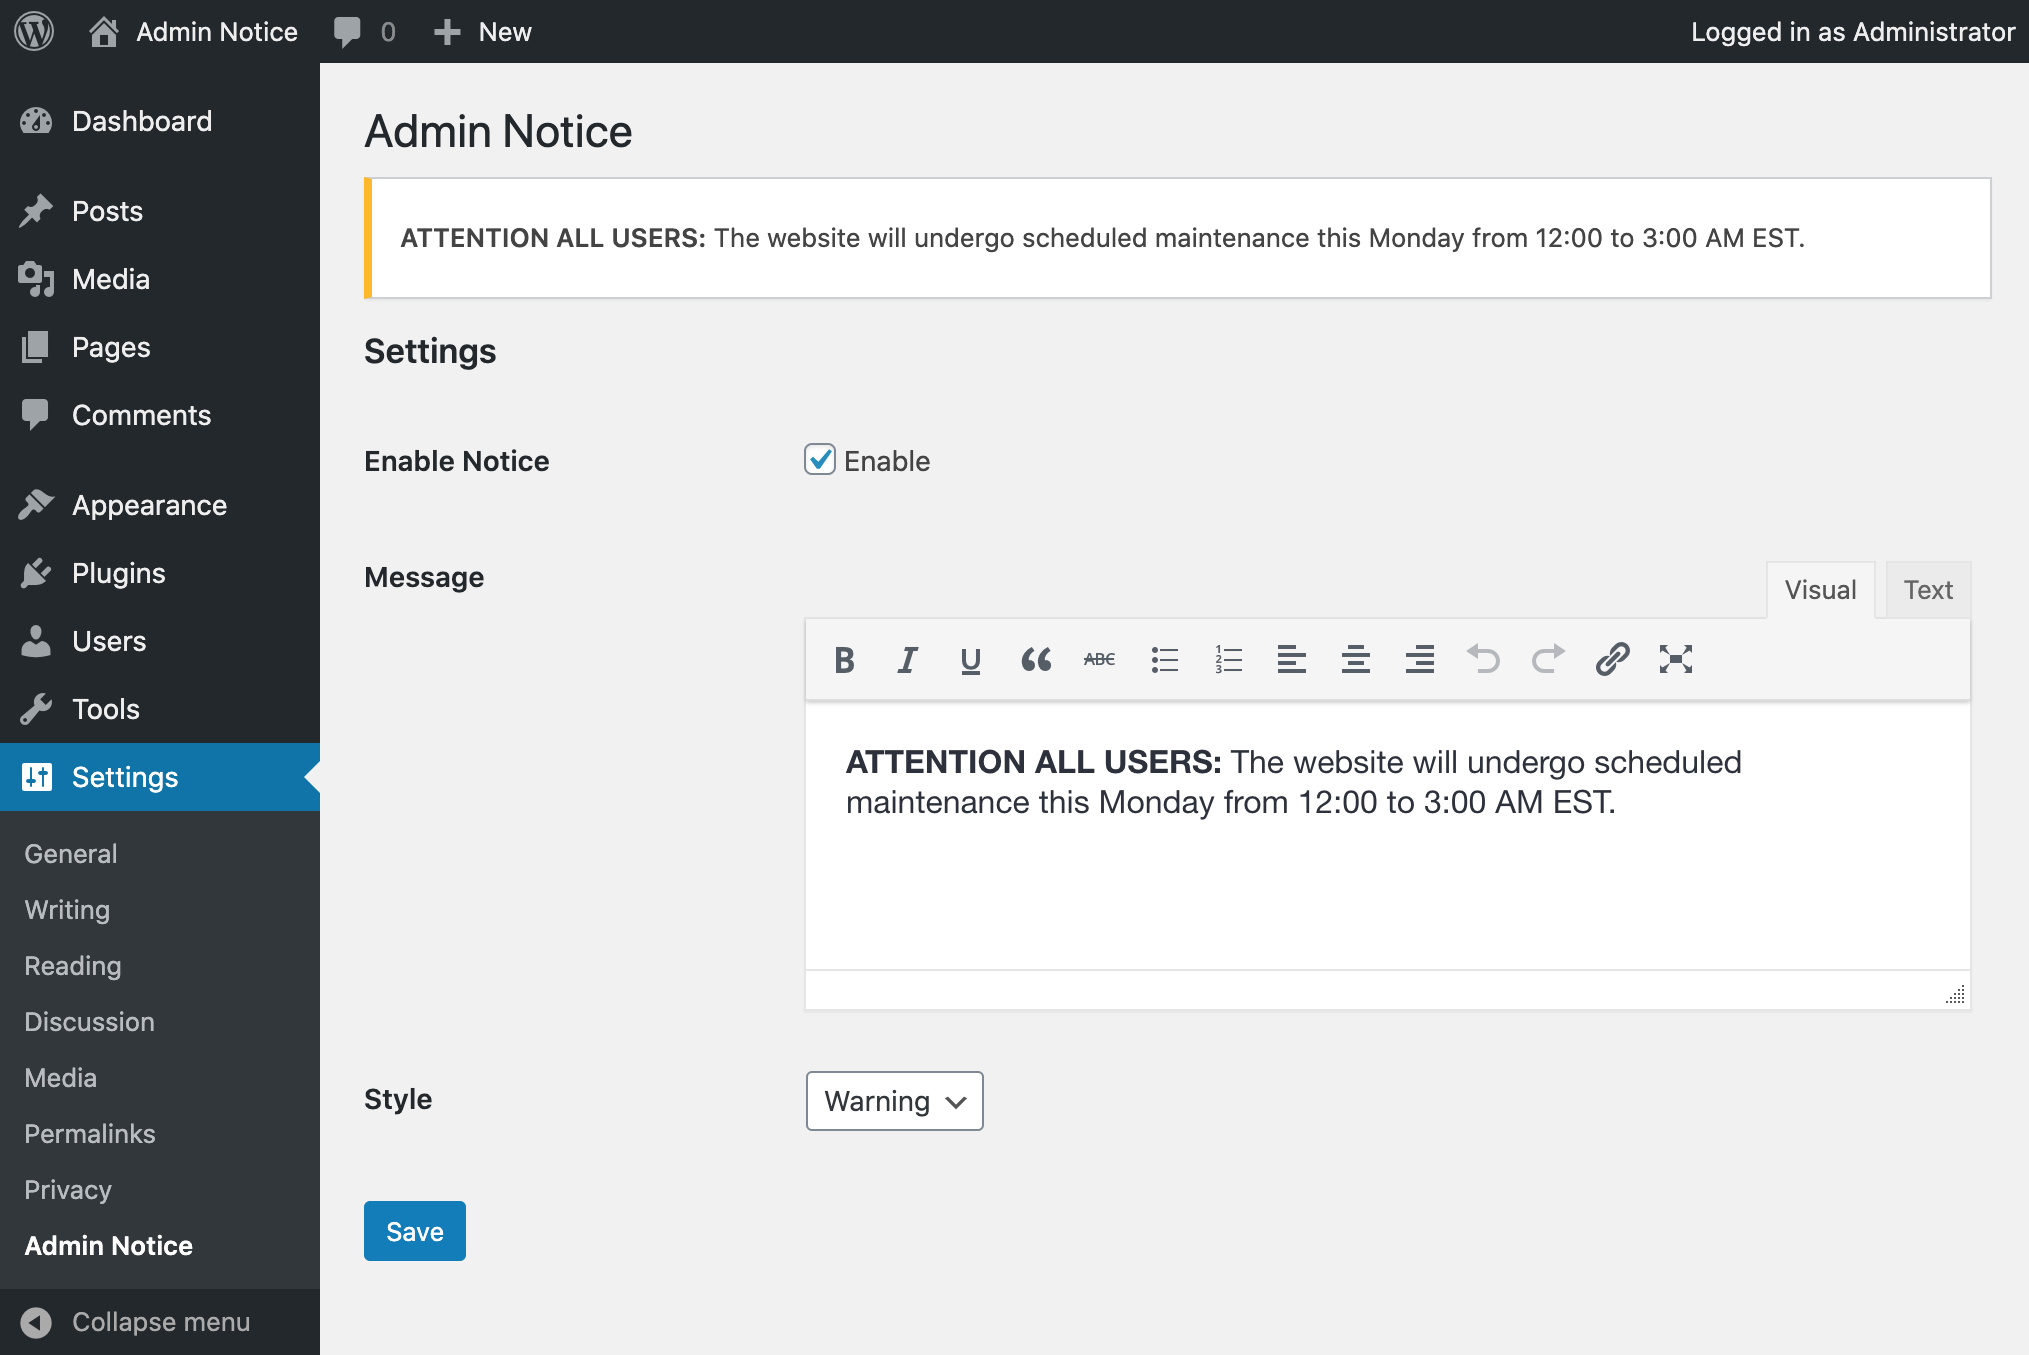 Admin Notice
0
New
Logged in as Administrator
Dashboard
Posts
Media
Pages
Comments
Appearance
Plugins
Users
Tools
Settings
General
Writing
Reading
Discussion
Media
Permalinks
Privacy
Admin Notice
Collapse menu
Admin Notice
ATTENTION ALL USERS: The website will undergo scheduled maintenance this Monday from 12:00 to 3:00 AM EST.
Settings
Enable Notice
Enable
Message
Visual
Text
B I U ABC
ATTENTION ALL USERS: The website will undergo scheduled
maintenance this Monday from 12:00 to 3:00 AM EST.
Style
Warning
Save